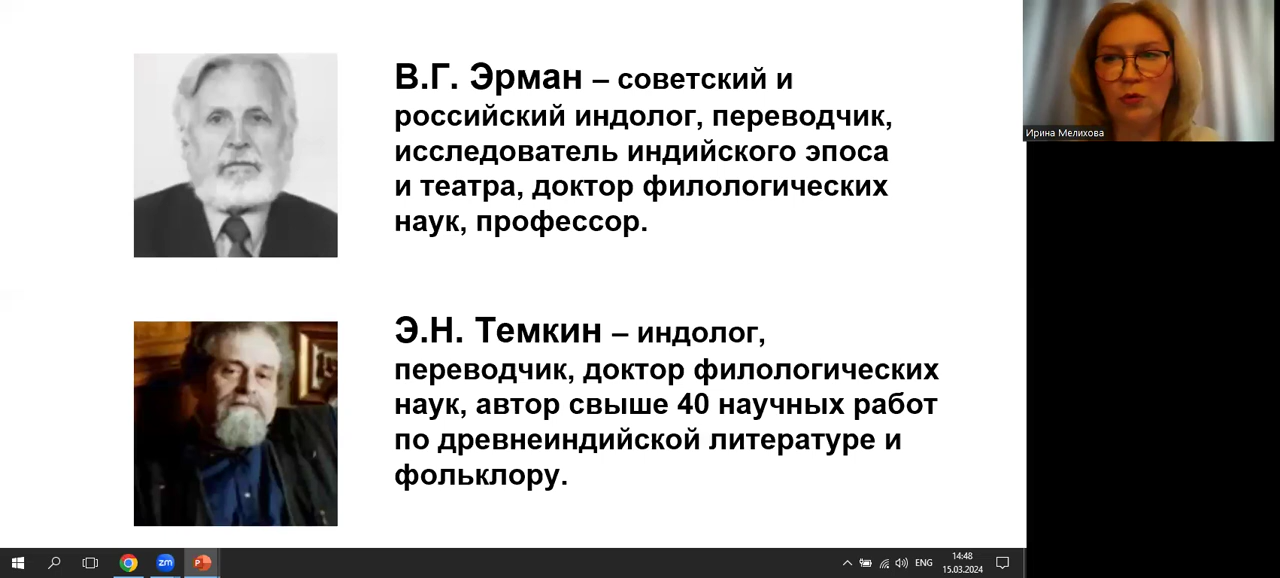 В.Г. Эрман – советский и
российский индолог, переводчик,
исследователь индийского эпоса
и театра, доктор филологических
наук, профессор.
Э.Н. Темкин – индолог,
переводчик, доктор филологических
наук, автор свыше 40 научных работ
по древнеиндийской литературе и
фольклору.
Ирина Мелихова
zm
P
ENG
14:48
15.03.2024